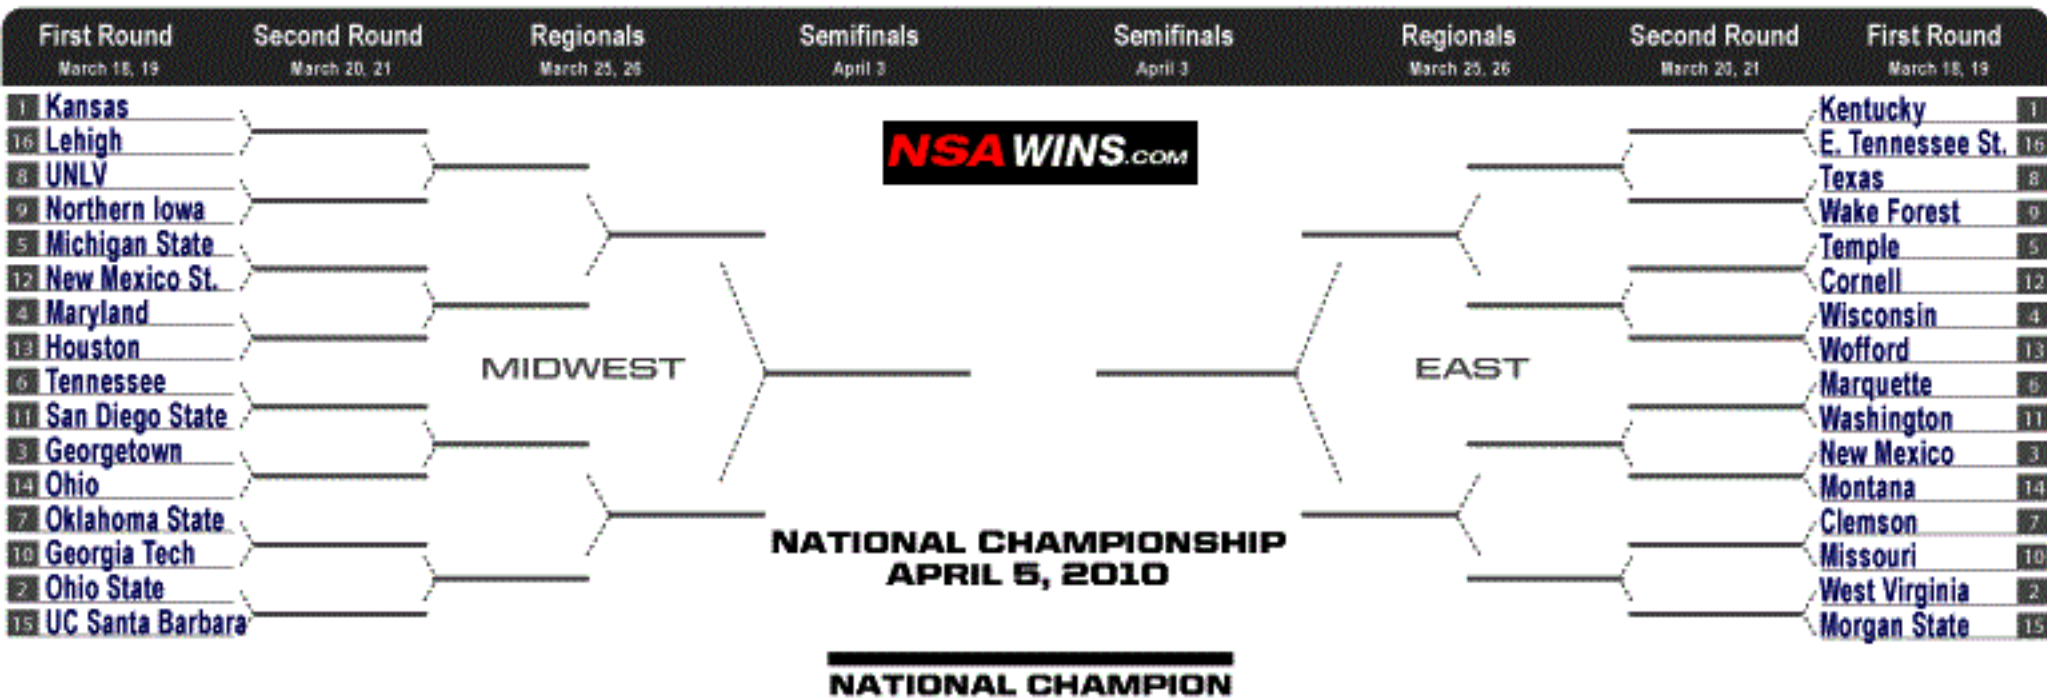 First Round Second Round Regionals Semifinals Semifinals Regionals Second Round First Round
March 18, 19 March 20, 21 March 25, 26 April 3 April 3 March 25, 26 March 20, 21 March 18, 19
1 Kansas Kentucky 1
16 Lehigh E. Tennessee St. 16
NSAWINS.COM
8 UNLV Texas 8
9 Northern Iowa Wake Forest 9
5 Michigan State Temple 5
12 New Mexico St. Cornell 12
4 Maryland Wisconsin 4
13 Houston Wofford 13
MIDWEST EAST
6 Tennessee Marquette 6
11 San Diego State Washington 11
3 Georgetown New Mexico 3
14 Ohio Montana 14
7 Oklahoma State Clemson 7
NATIONAL CHAMPIONSHIP
10 Georgia Tech Missouri 10
APRIL 5, 2010
2 Ohio State West Virginia 2
15 UC Santa Barbara Morgan State 15
NATIONAL CHAMPION